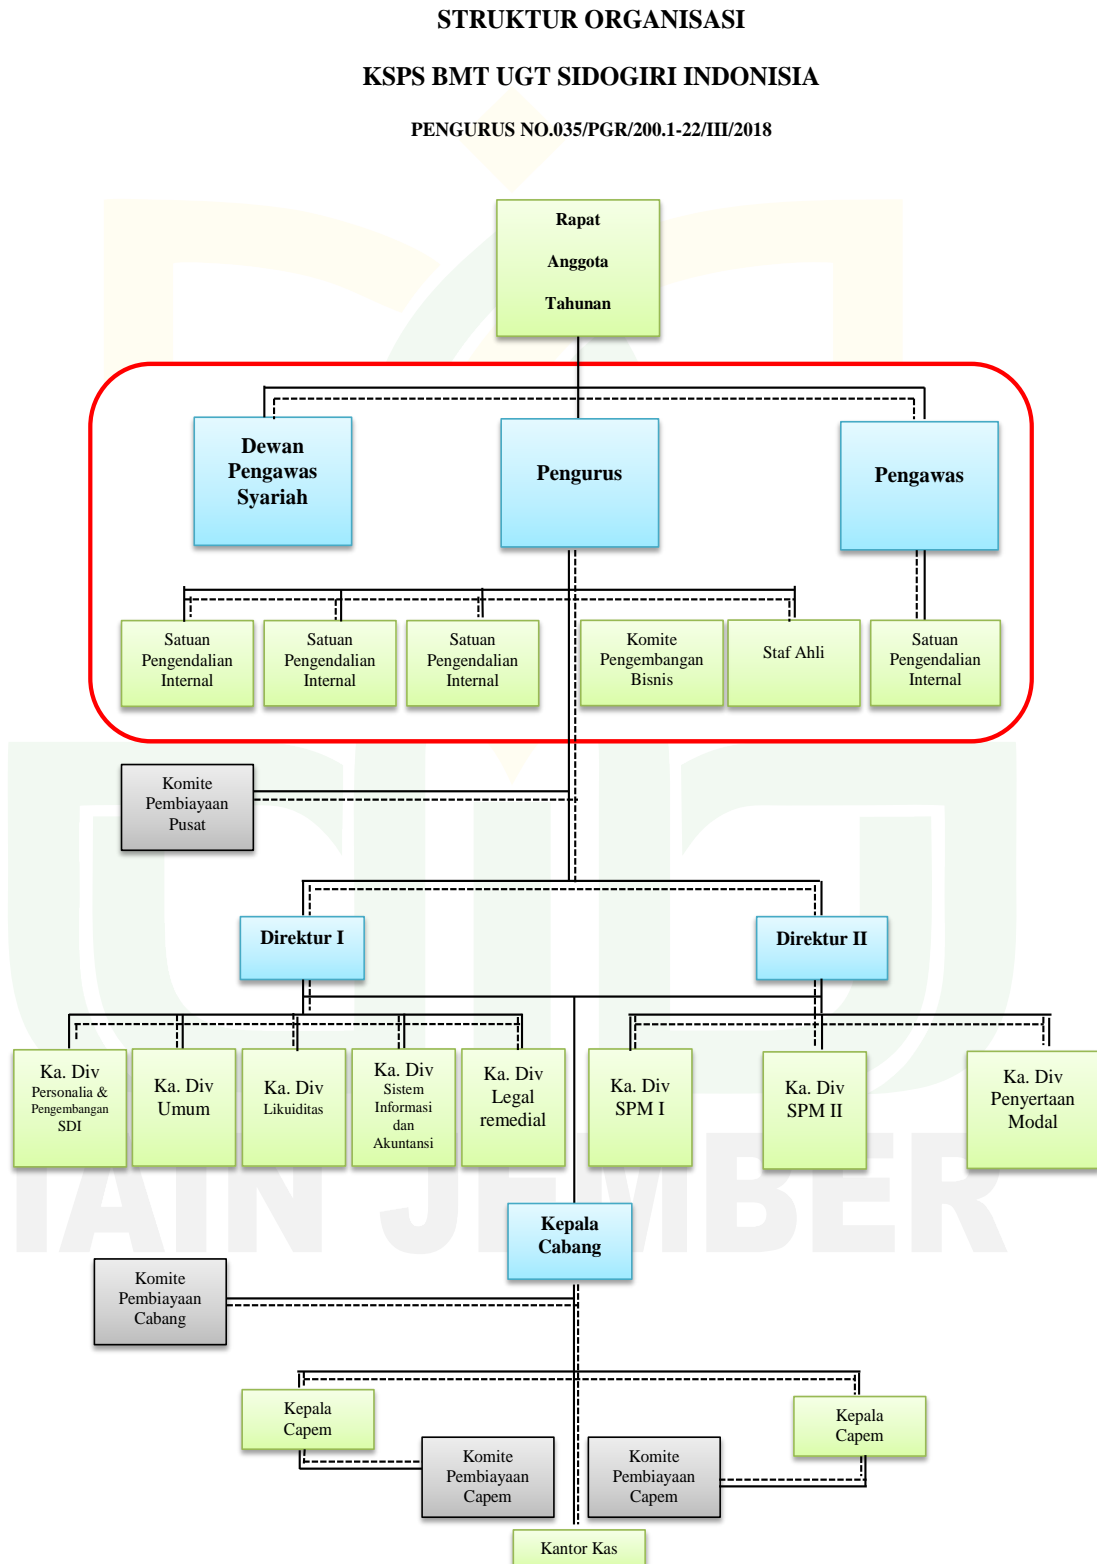 STRUKTUR ORGANISASI
KSPS BMT UGT SIDOGIRI INDONISIA
PENGURUS NO.035/PGR/200.1-22/III/2018
Rapat
Anggota
Tahunan
Dewan
Pengawas
Syariah
Pengurus
Pengawas
Satuan
Pengendalian
Internal
Satuan
Pengendalian
Internal
Satuan
Pengendalian
Internal
Komite
Pengembangan
Bisnis
Staf Ahli
Satuan
Pengendalian
Internal
Komite
Pembiayaan
Pusat
Direktur I
Direktur II
Ka. Div
Personalia &
Pengembangan
SDI
Ka. Div
Umum
Ka. Div
Likuiditas
Ka. Div
Sistem
Informasi
dan
Akuntansi
Ka. Div
Legal
remedial
Ka. Div
SPM I
Ka. Div
SPM II
Ka. Div
Penyertaan
Modal
IAIN JEMBER
Kepala
Cabang
Komite
Pembiayaan
Cabang
Kepala
Capem
Kepala
Capem
Komite
Pembiayaan
Capem
Komite
Pembiayaan
Capem
Kantor Kas